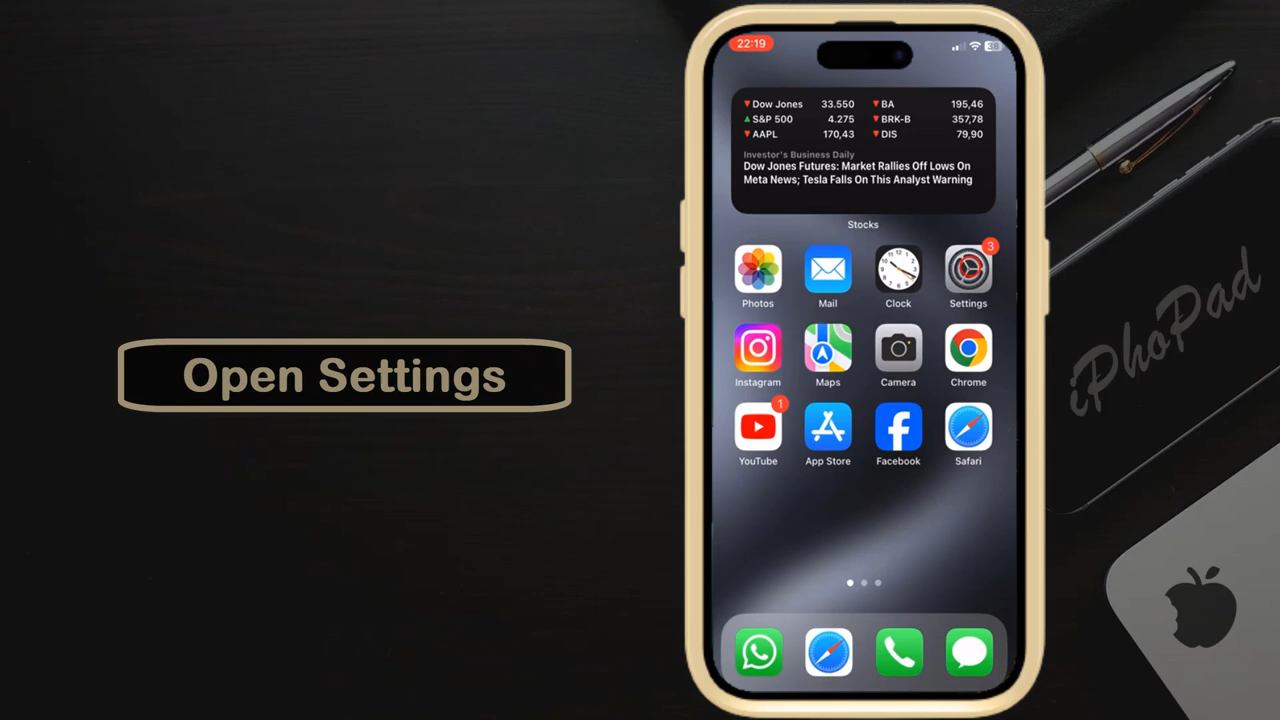 Open Settings
22:19
38
Dow Jones 33.550 BA 195,46
S&P 500 4.275 BRK-B 357,78
AAPL 170,43 DIS 79,90
Investor's Business Daily
Dow Jones Futures: Market Rallies Off Lows On
Meta News; Tesla Falls On This Analyst Warning
Stocks
3
Photos Mail Clock Settings
Instagram Maps Camera Chrome
1
YouTube App Store Facebook Safari
iPhoPad